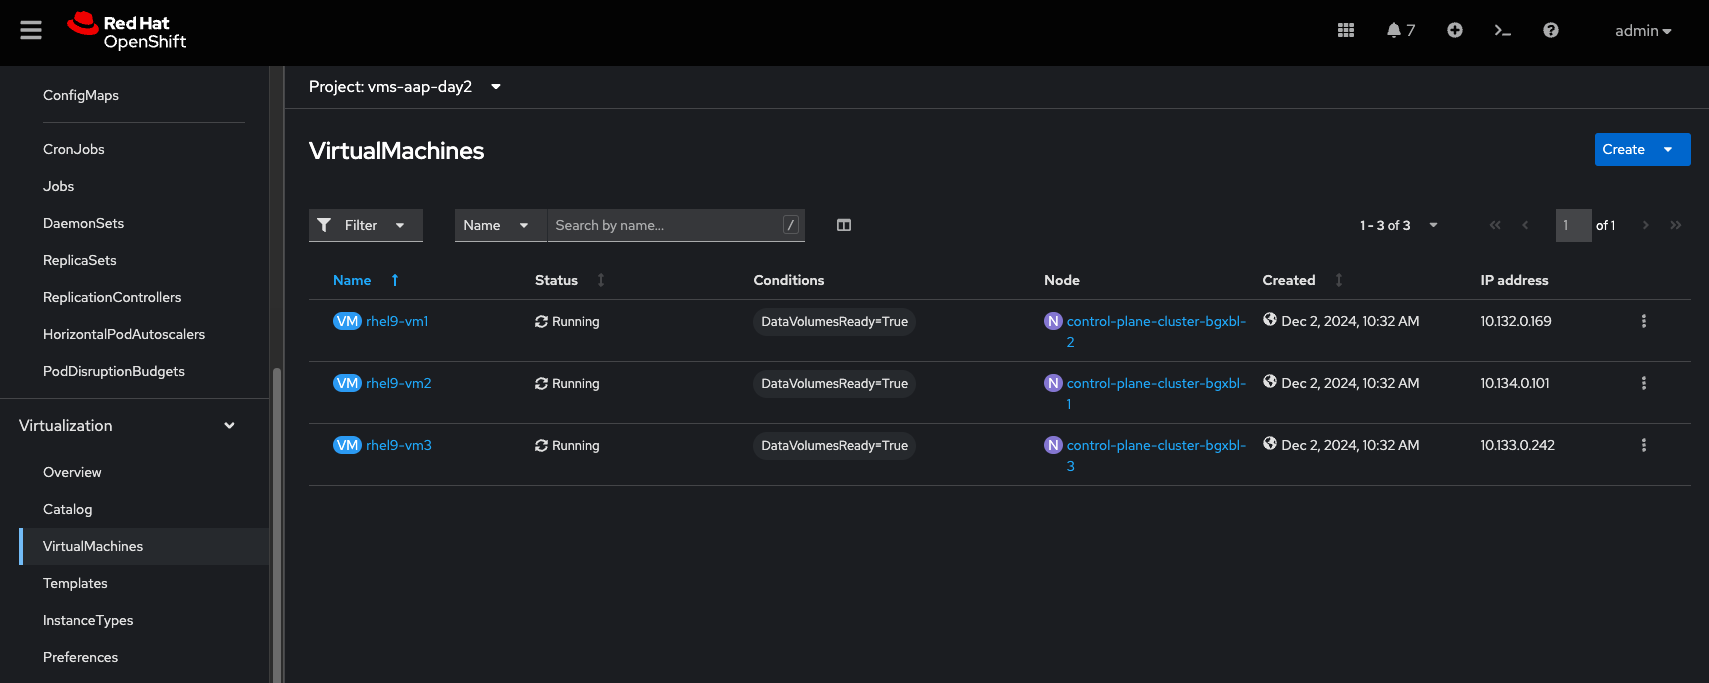 Red Hat
OpenShift
7
admin
ConfigMaps
CronJobs
Jobs
DaemonSets
ReplicaSets
ReplicationControllers
HorizontalPodAutoscalers
PodDisruptionBudgets
Virtualization
Overview
Catalog
VirtualMachines
Templates
InstanceTypes
Preferences
Project: vms-aap-day2
VirtualMachines
Create
Filter Name Search by name... / 1 - 3 of 3 1 of 1
Name Status Conditions Node Created IP address
VM rhel9-vm1 Running DataVolumesReady=True N control-plane-cluster-bgxbl- Dec 2, 2024, 10:32 AM 10.132.0.169
2
VM rhel9-vm2 Running DataVolumesReady=True N control-plane-cluster-bgxbl- Dec 2, 2024, 10:32 AM 10.134.0.101
1
VM rhel9-vm3 Running DataVolumesReady=True N control-plane-cluster-bgxbl- Dec 2, 2024, 10:32 AM 10.133.0.242
3